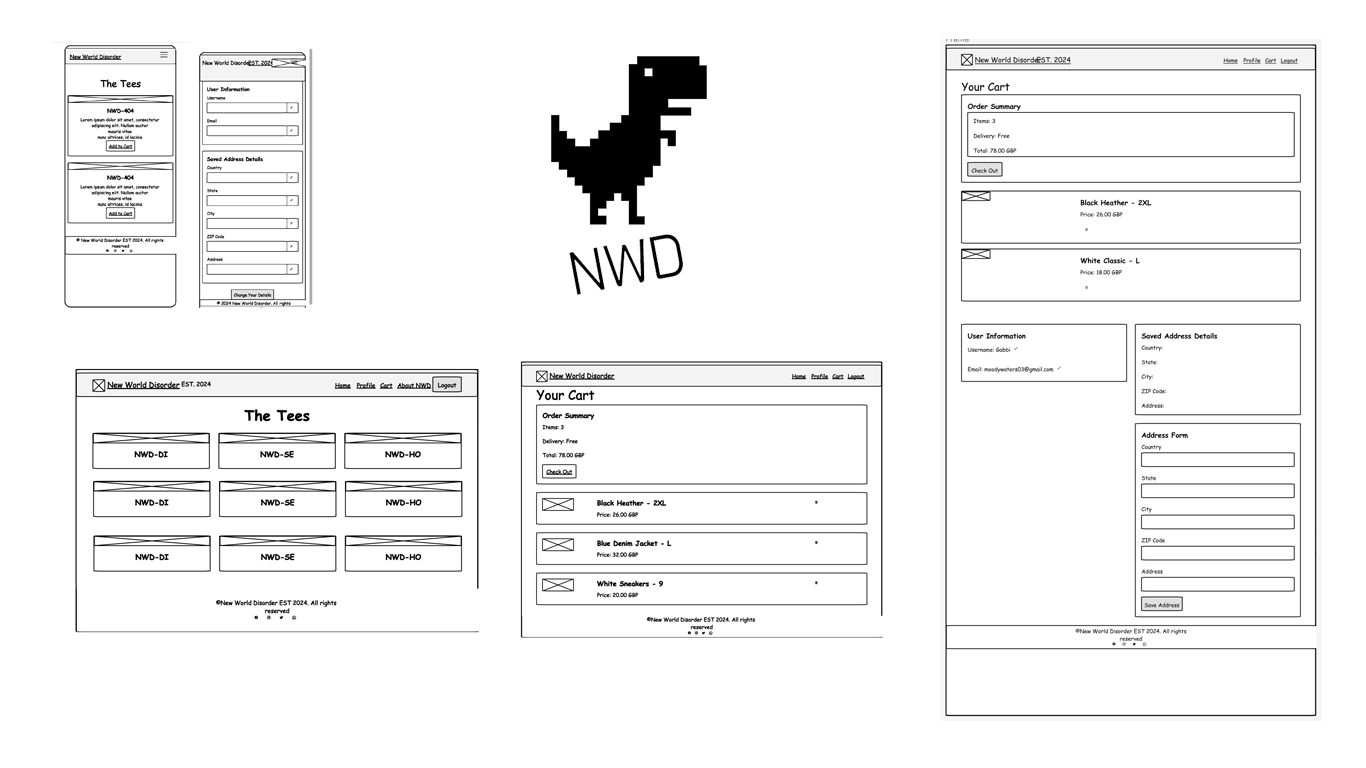 New World Disorder
The Tees
NWD-404
Lorem ipsum dolor sit amet, consectetur
adipiscing elit. Nullam auctor
mauris vitae
nunc ultrices, id lacinia
Add to Cart
NWD-404
Lorem ipsum dolor sit amet, consectetur
adipiscing elit. Nullam auctor
mauris vitae
nunc ultrices, id lacinia
Add to Cart
© New World Disorder EST 2024. All rights
reserved
New World Disorder EST. 2024
User Information
Username
Email
Saved Address Details
Country
State
City
ZIP Code
Address
Change Your Details
© 2024 New World Disorder. All rights
NWD
New World Disorder EST. 2024
Home Profile Cart About NWD Logout
The Tees
NWD-DI NWD-SE NWD-HO
NWD-DI NWD-SE NWD-HO
NWD-DI NWD-SE NWD-HO
©New World Disorder EST 2024. All rights
reserved
New World Disorder
Home Profile Cart Logout
Your Cart
Order Summary
Items: 3
Delivery: Free
Total: 78.00 GBP
Check Out
Black Heather - 2XL
Price: 26.00 GBP
Blue Denim Jacket - L
Price: 32.00 GBP
White Sneakers - 9
Price: 20.00 GBP
©New World Disorder EST 2024. All rights
reserved
New World Disorder EST. 2024
Home Profile Cart Logout
Your Cart
Order Summary
Items: 3
Delivery: Free
Total: 78.00 GBP
Check Out
Black Heather - 2XL
Price: 26.00 GBP
White Classic - L
Price: 18.00 GBP
User Information
Username: Gabbi
Email: moodywaters03@gmail.com
Saved Address Details
Country:
State:
City:
ZIP Code:
Address:
Address Form
Country
State
City
ZIP Code
Address
Save Address
©New World Disorder EST 2024. All rights
reserved